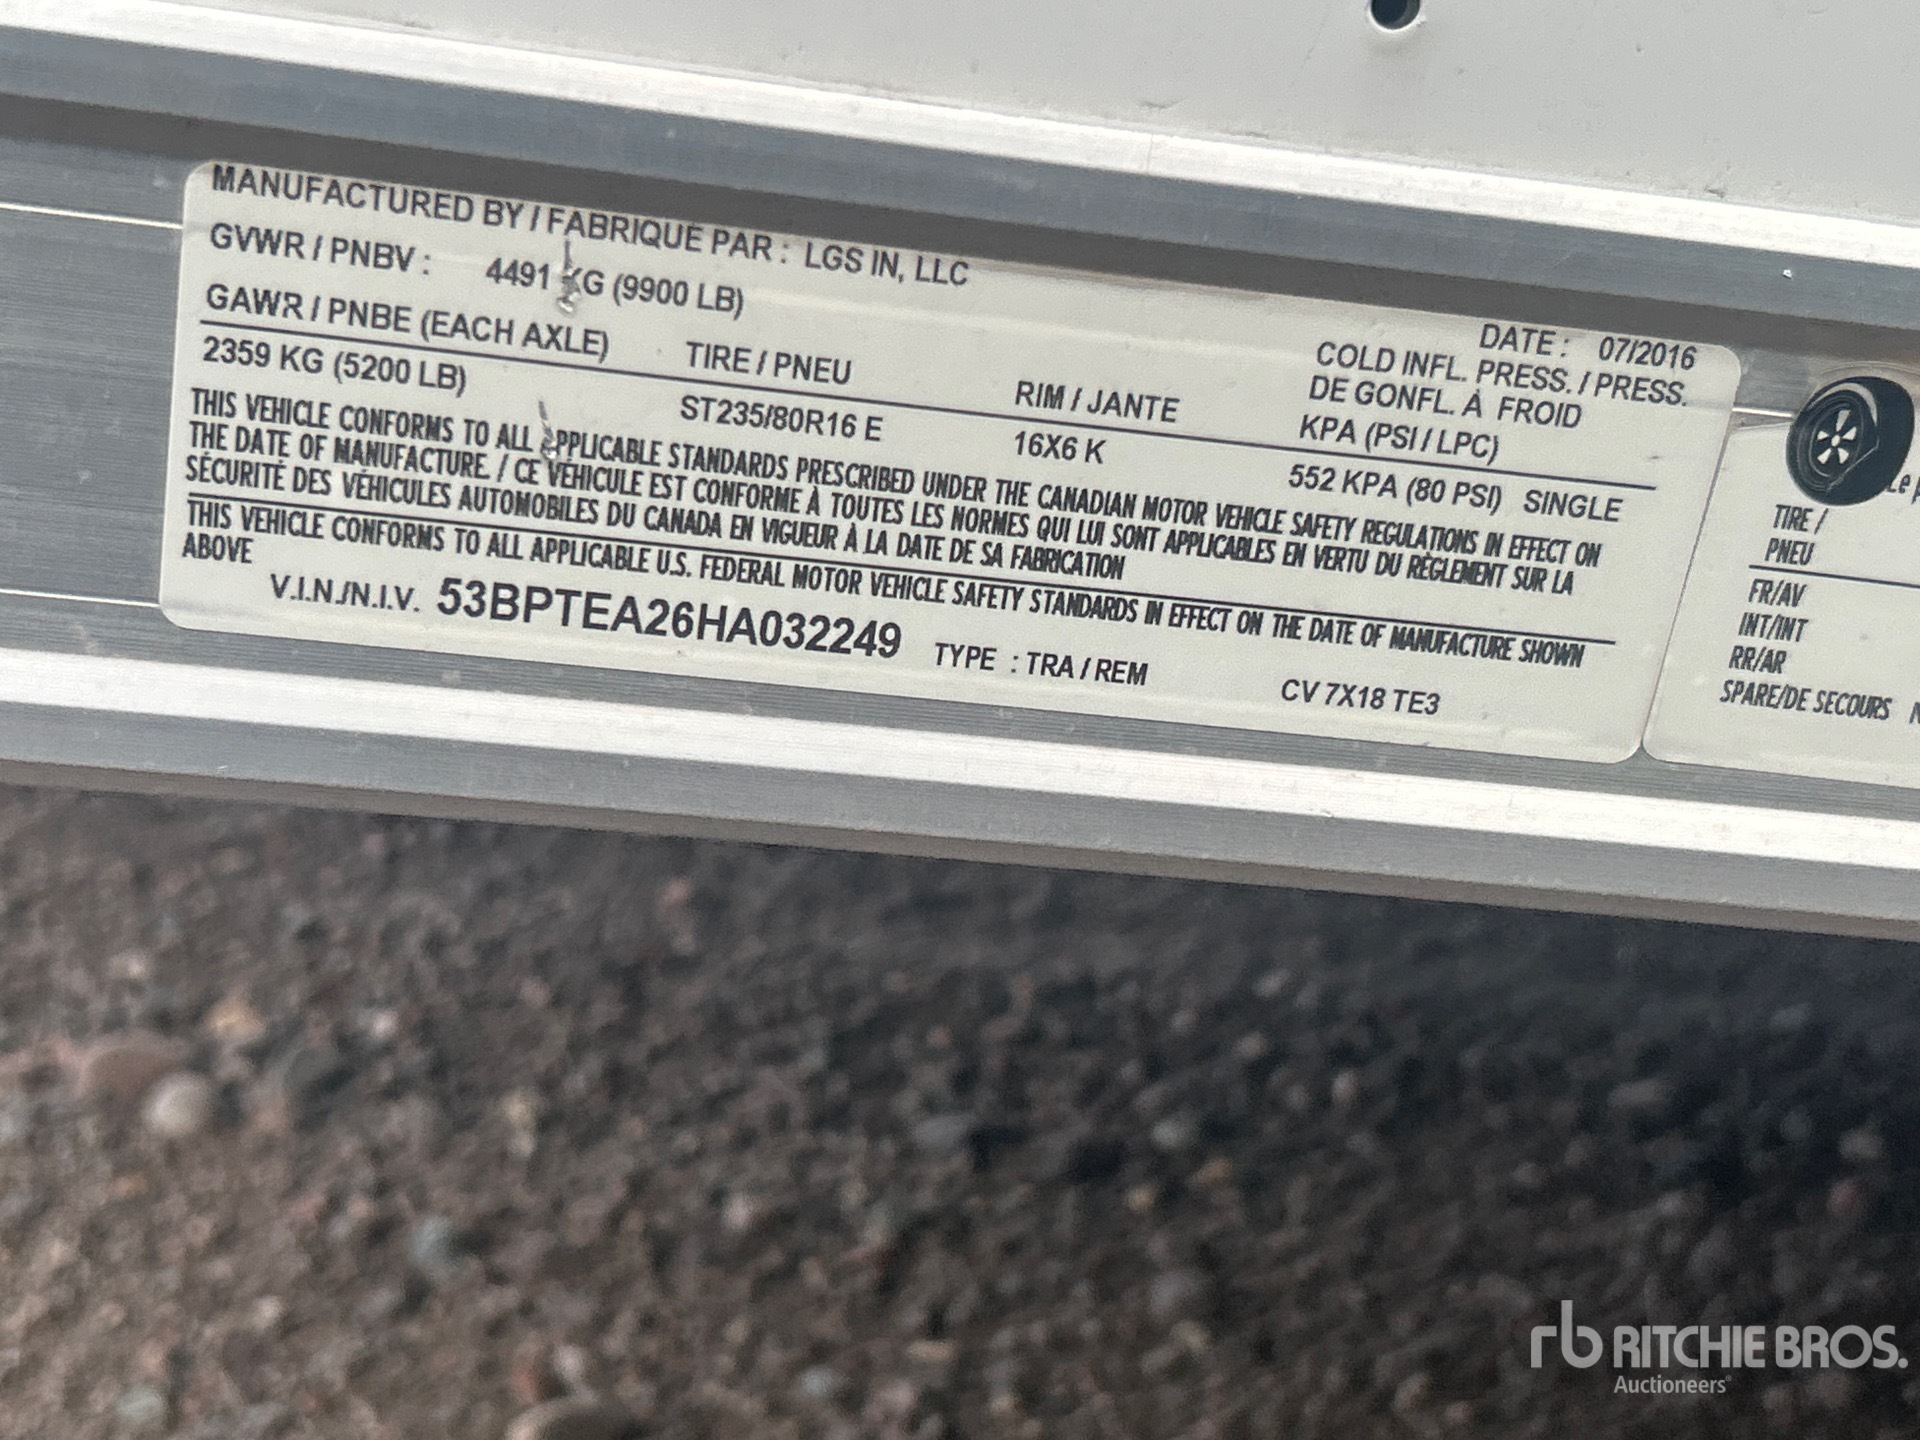 MANUFACTURED BY / FABRIQUÉ PAR : LGS IN, LLC
GVWR / PNBV : 4491 KG (9900 LB)
DATE : 07/2016
GAWR / PNBE (EACH AXLE) TIRE / PNEU RIM / JANTE COLD INFL. PRESS. / PRESS.
DE GONFL. À FROID
KPA (PSI / LPC)
2359 KG (5200 LB) ST235/80R16 E 16X6 K 552 KPA (80 PSI) SINGLE
THIS VEHICLE CONFORMS TO ALL APPLICABLE STANDARDS PRESCRIBED UNDER THE CANADIAN MOTOR VEHICLE SAFETY REGULATIONS IN EFFECT ON
THE DATE OF MANUFACTURE. / CE VÉHICULE EST CONFORME À TOUTES LES NORMES QUI LUI SONT APPLICABLES EN VERTU DU RÈGLEMENT SUR LA
SÉCURITÉ DES VÉHICULES AUTOMOBILES DU CANADA EN VIGUEUR À LA DATE DE SA FABRICATION
THIS VEHICLE CONFORMS TO ALL APPLICABLE U.S. FEDERAL MOTOR VEHICLE SAFETY STANDARDS IN EFFECT ON THE DATE OF MANUFACTURE SHOWN
ABOVE
V.I.N./N.I.V. 53BPTEA26HA032249 TYPE : TRA / REM CV 7X18 TE3
TIRE /
PNEU
FR/AV
INT/INT
RR/AR
SPARE/DE SECOURS
rb RITCHIE BROS.
Auctioneers